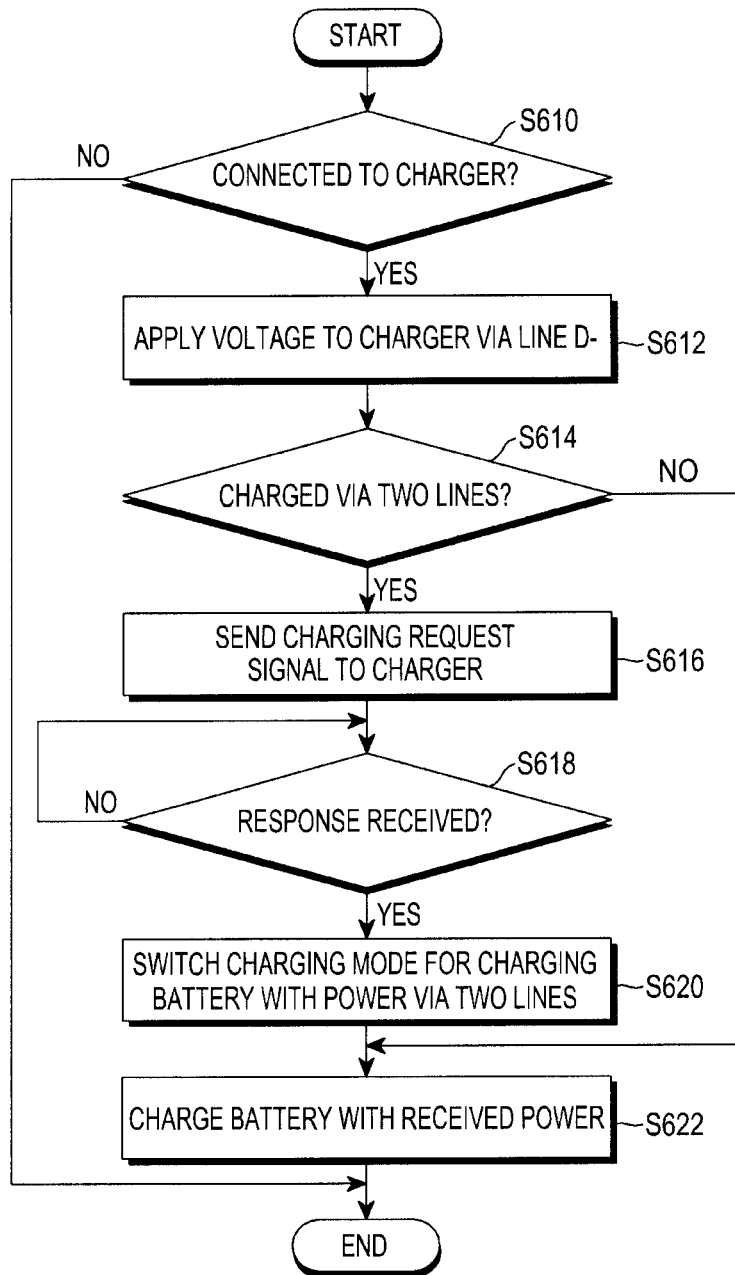 START
S610
NO
CONNECTED TO CHARGER?
YES
APPLY VOLTAGE TO CHARGER VIA LINE D-
S612
S614
NO
CHARGED VIA TWO LINES?
YES
SEND CHARGING REQUEST
SIGNAL TO CHARGER
S616
S618
NO
RESPONSE RECEIVED?
YES
SWITCH CHARGING MODE FOR CHARGING
BATTERY WITH POWER VIA TWO LINES
S620
CHARGE BATTERY WITH RECEIVED POWER
S622
END